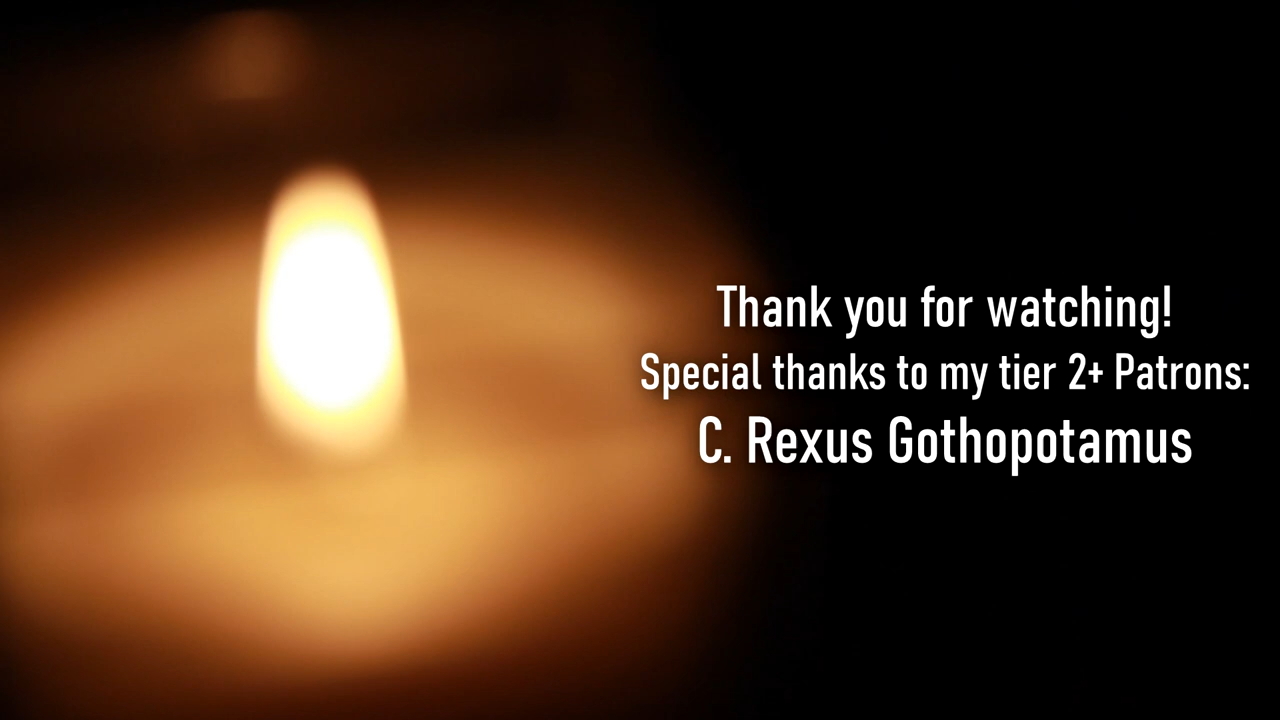 Thank you for watching!
Special thanks to my tier 2+ Patrons:
C. Rexus Gothopotamus